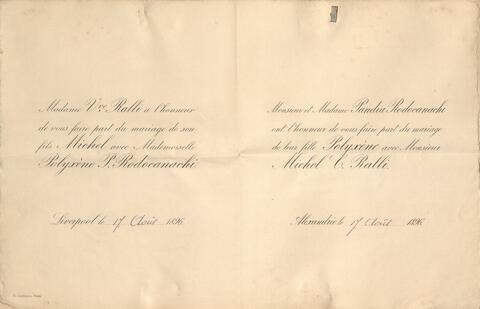 Madame Vve Ralli a l'honneur
de vous faire part du mariage de son
fils Michel avec Mademoiselle
Polyxène P. Rodocanachi
Liverpool le 17 Août 1896
Monsieur et Madame Pandia Rodocanachi
ont l'honneur de vous faire part du mariage
de leur fille Polyxène avec Monsieur
Michel C. Ralli.
Alexandrie le 17 Août 1896